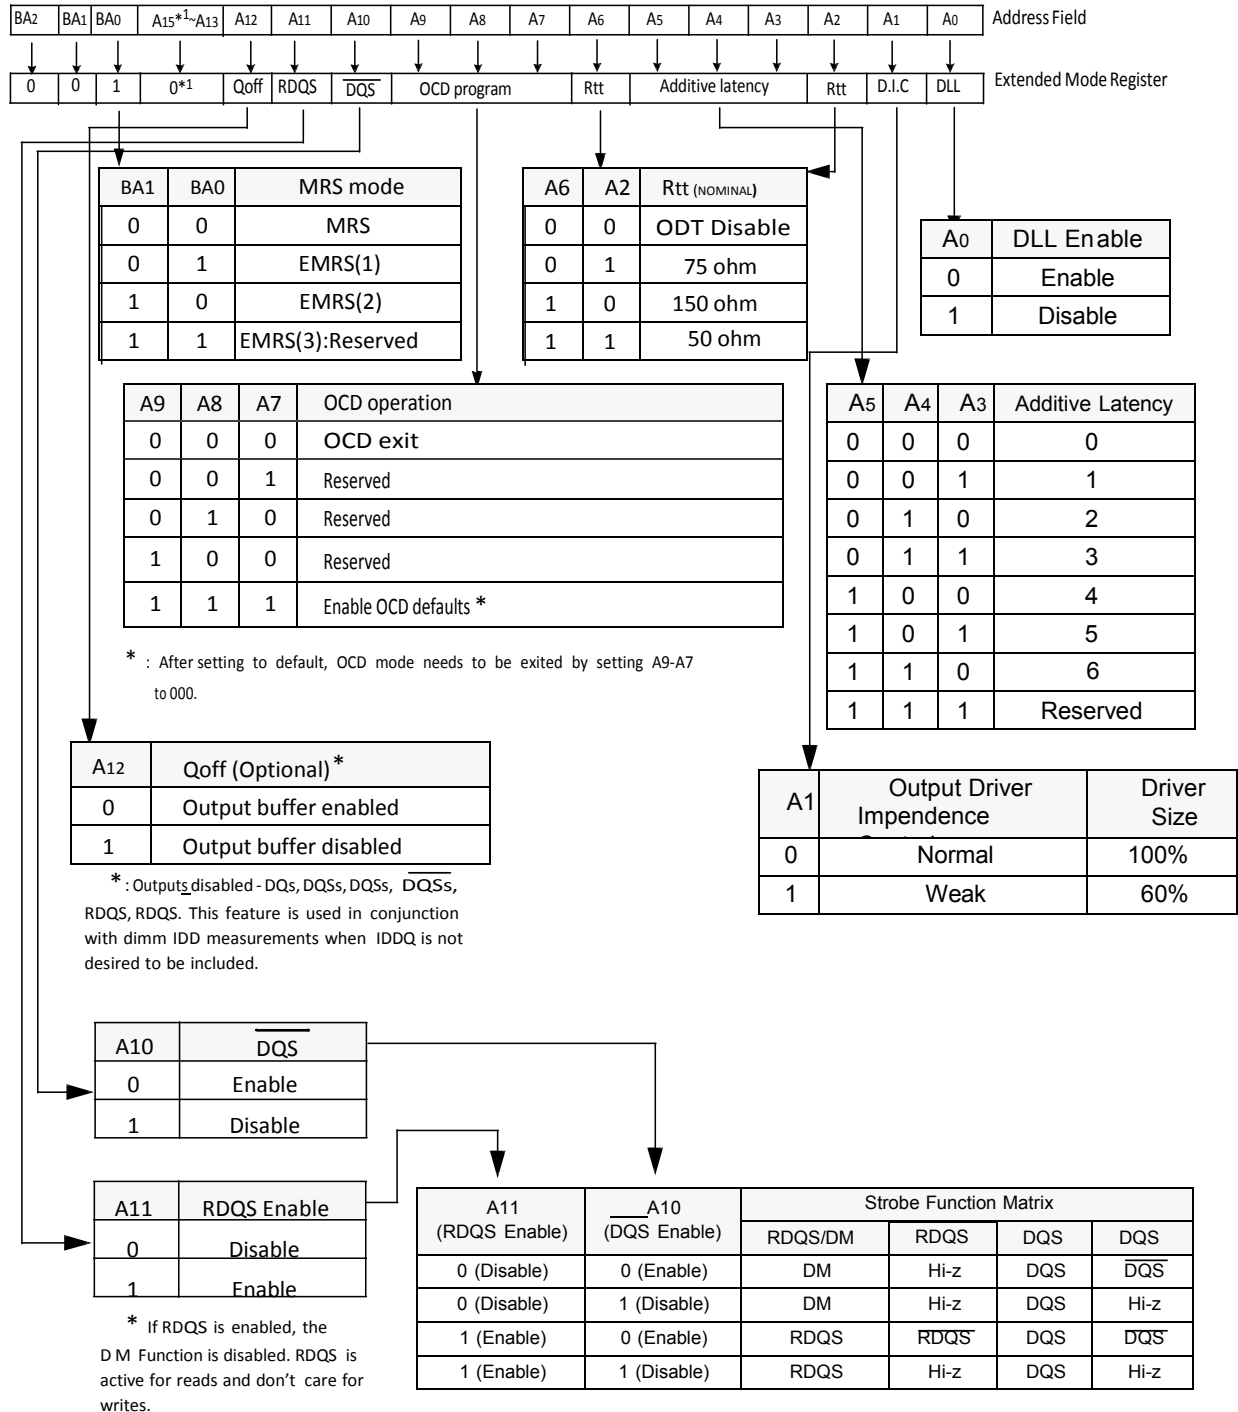 BA2 BA1 BA0 A15*1~A13 A12 A11 A10 A9 A8 A7 A6 A5 A4 A3 A2 A1 A0 Address Field
0 0 1 0*1 Qoff RDQS DQS OCD program Rtt Additive latency Rtt D.I.C DLL Extended Mode Register
BA1 BA0 MRS mode
0 0 MRS
0 1 EMRS(1)
1 0 EMRS(2)
1 1 EMRS(3):Reserved
A6 A2 Rtt (NOMINAL)
0 0 ODT Disable
0 1 75 ohm
1 0 150 ohm
1 1 50 ohm
A0 DLL Enable
0 Enable
1 Disable
A9 A8 A7 OCD operation
0 0 0 OCD exit
0 0 1 Reserved
0 1 0 Reserved
1 0 0 Reserved
1 1 1 Enable OCD defaults *
* : After setting to default, OCD mode needs to be exited by setting A9-A7
to 000.
A5 A4 A3 Additive Latency
0 0 0 0
0 0 1 1
0 1 0 2
0 1 1 3
1 0 0 4
1 0 1 5
1 1 0 6
1 1 1 Reserved
A12 Qoff (Optional)*
0 Output buffer enabled
1 Output buffer disabled
* : Outputs disabled - DQs, DQSs, DQSs, DQSs,
RDQS, RDQS. This feature is used in conjunction
with dimm IDD measurements when IDDQ is not
desired to be included.
A1 Output Driver Impendence Driver Size
0 Normal 100%
1 Weak 60%
A10 DQS
0 Enable
1 Disable
A11 RDQS Enable
0 Disable
1 Enable
* If RDQS is enabled, the
D M Function is disabled. RDQS is
active for reads and don't care for
writes.
A11 (RDQS Enable) A10 (DQS Enable) Strobe Function Matrix
RDQS/DM RDQS DQS DQS
0 (Disable) 0 (Enable) DM Hi-z DQS DQS
0 (Disable) 1 (Disable) DM Hi-z DQS Hi-z
1 (Enable) 0 (Enable) RDQS RDQS DQS DQS
1 (Enable) 1 (Disable) RDQS Hi-z DQS Hi-z